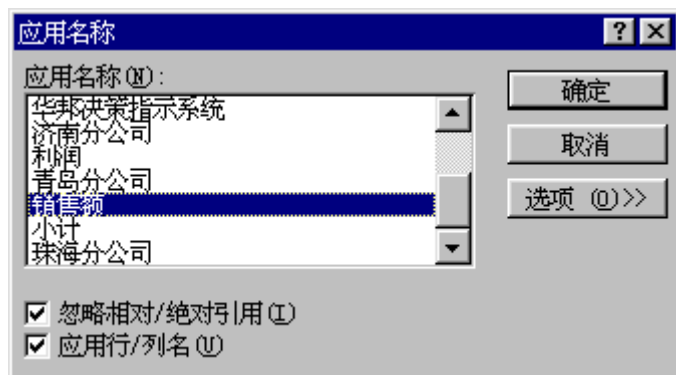 应用名称
应用名称(N):
华邦决策指示系统
济南分公司
利润
青岛分公司
销售额
小计
珠海分公司
确定
取消
选项 (O)>>
忽略相对/绝对引用(I)
应用行/列名(U)